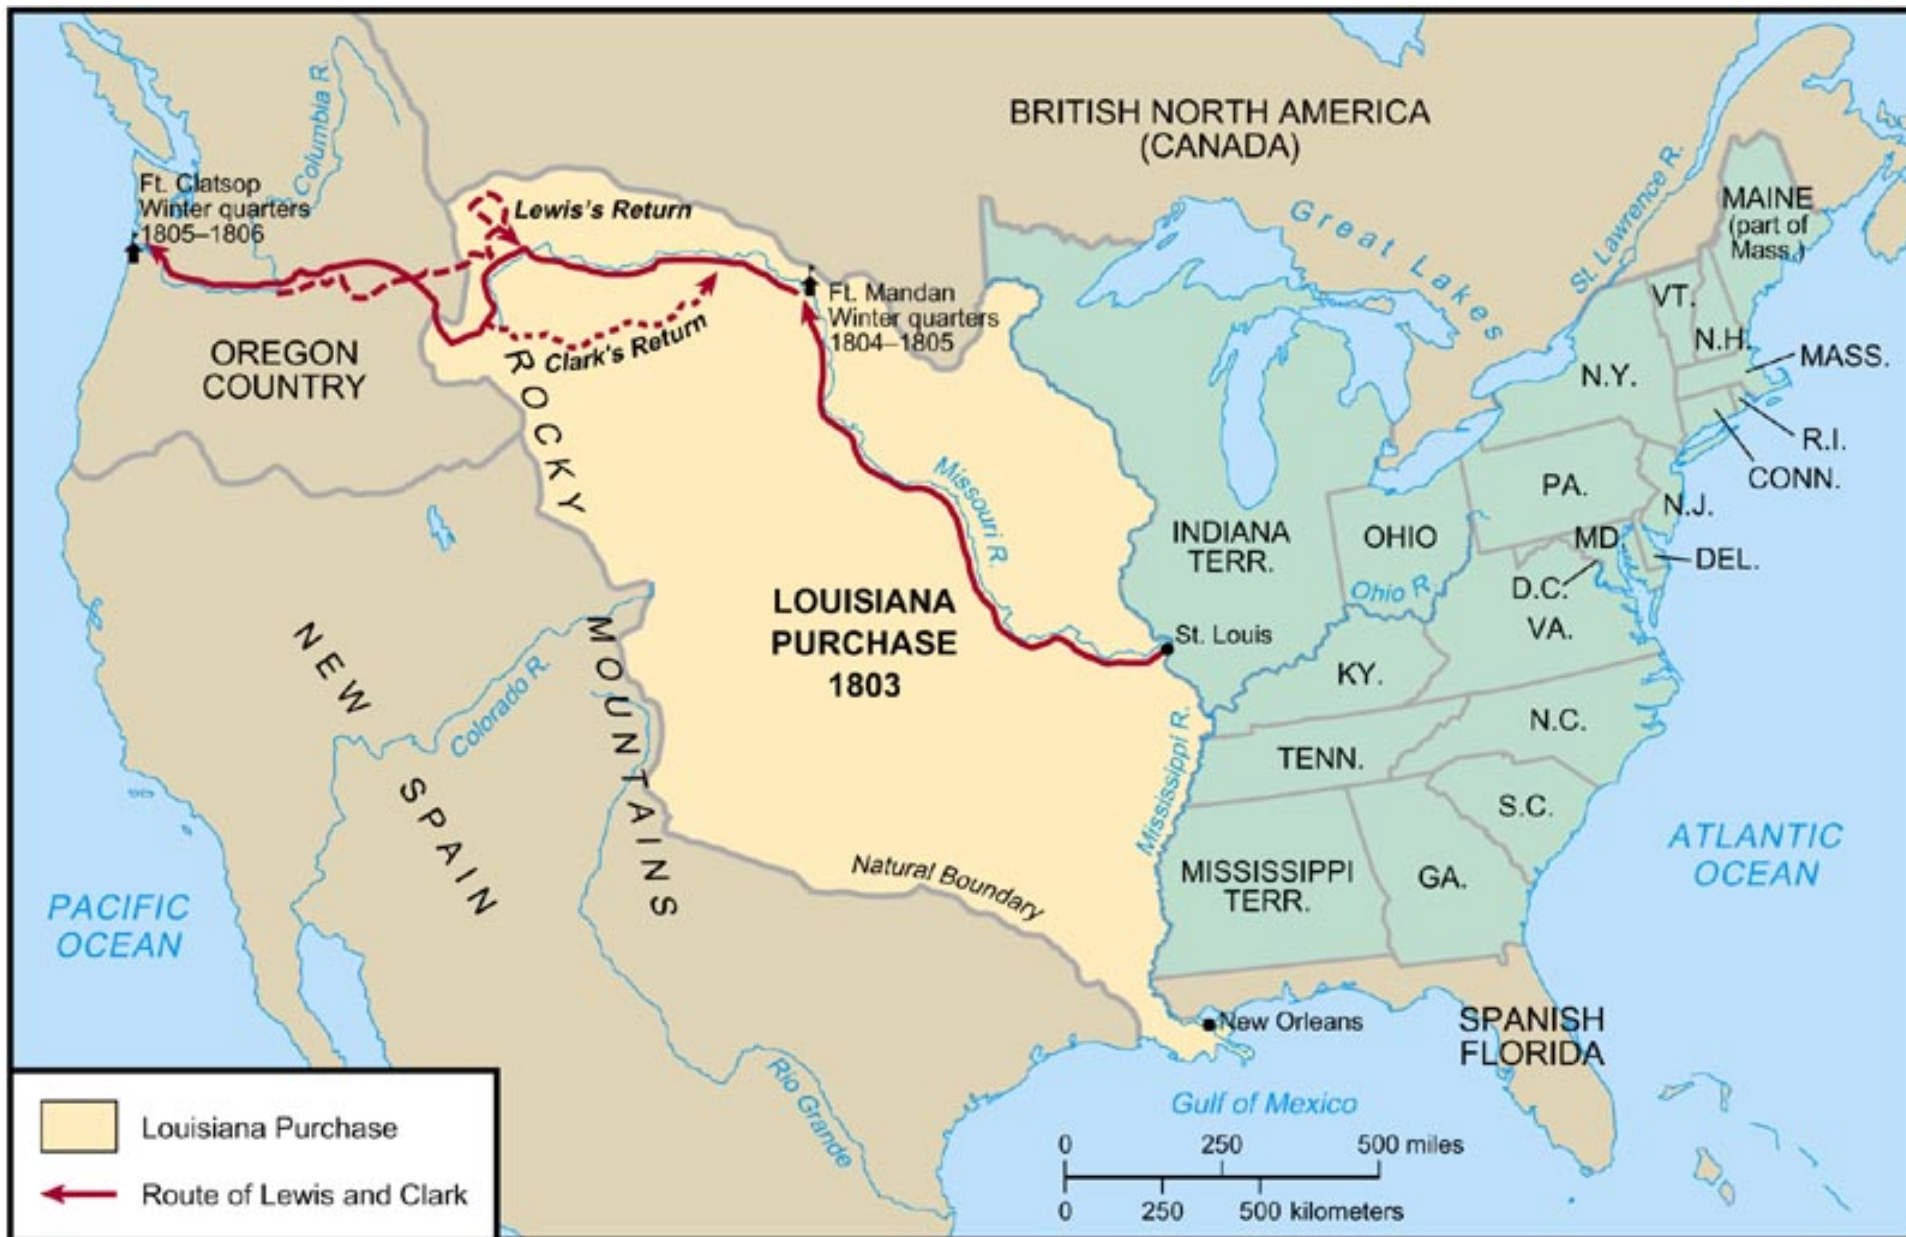 BRITISH NORTH AMERICA
(CANADA)
Columbia R.
St. Lawrence R.
Great Lakes
MAINE
(part of
Mass.)
Ft. Clatsop
Winter quarters
1805–1806
Lewis's Return
Ft. Mandan
Winter quarters
1804–1805
Clark's Return
VT.
N.H.
MASS.
N.Y.
R.I.
CONN.
OREGON
COUNTRY
ROCKY MOUNTAINS
Missouri R.
PA.
N.J.
INDIANA
TERR.
OHIO
MD.
DEL.
D.C.
Ohio R.
VA.
LOUISIANA
PURCHASE
1803
St. Louis
KY.
NEW SPAIN
Colorado R.
N.C.
TENN.
Mississippi R.
S.C.
ATLANTIC
OCEAN
MISSISSIPPI
TERR.
GA.
Natural Boundary
PACIFIC
OCEAN
New Orleans
SPANISH
FLORIDA
Rio Grande
Gulf of Mexico
Louisiana Purchase
Route of Lewis and Clark
0 250 500 miles
0 250 500 kilometers